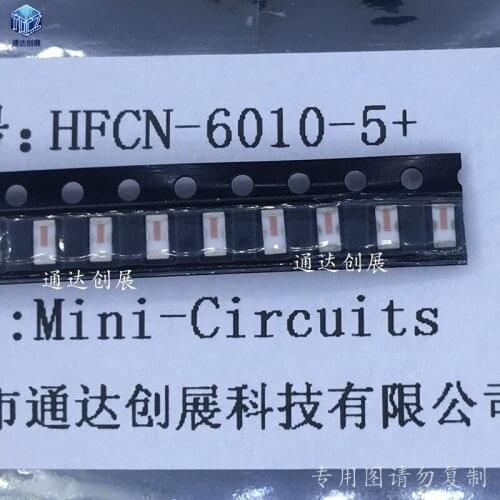 通达创展
号:HFCN-6010-5+
通达创展 通达创展
:Mini-Circuits
市通达创展科技有限公司
专用图请勿复制